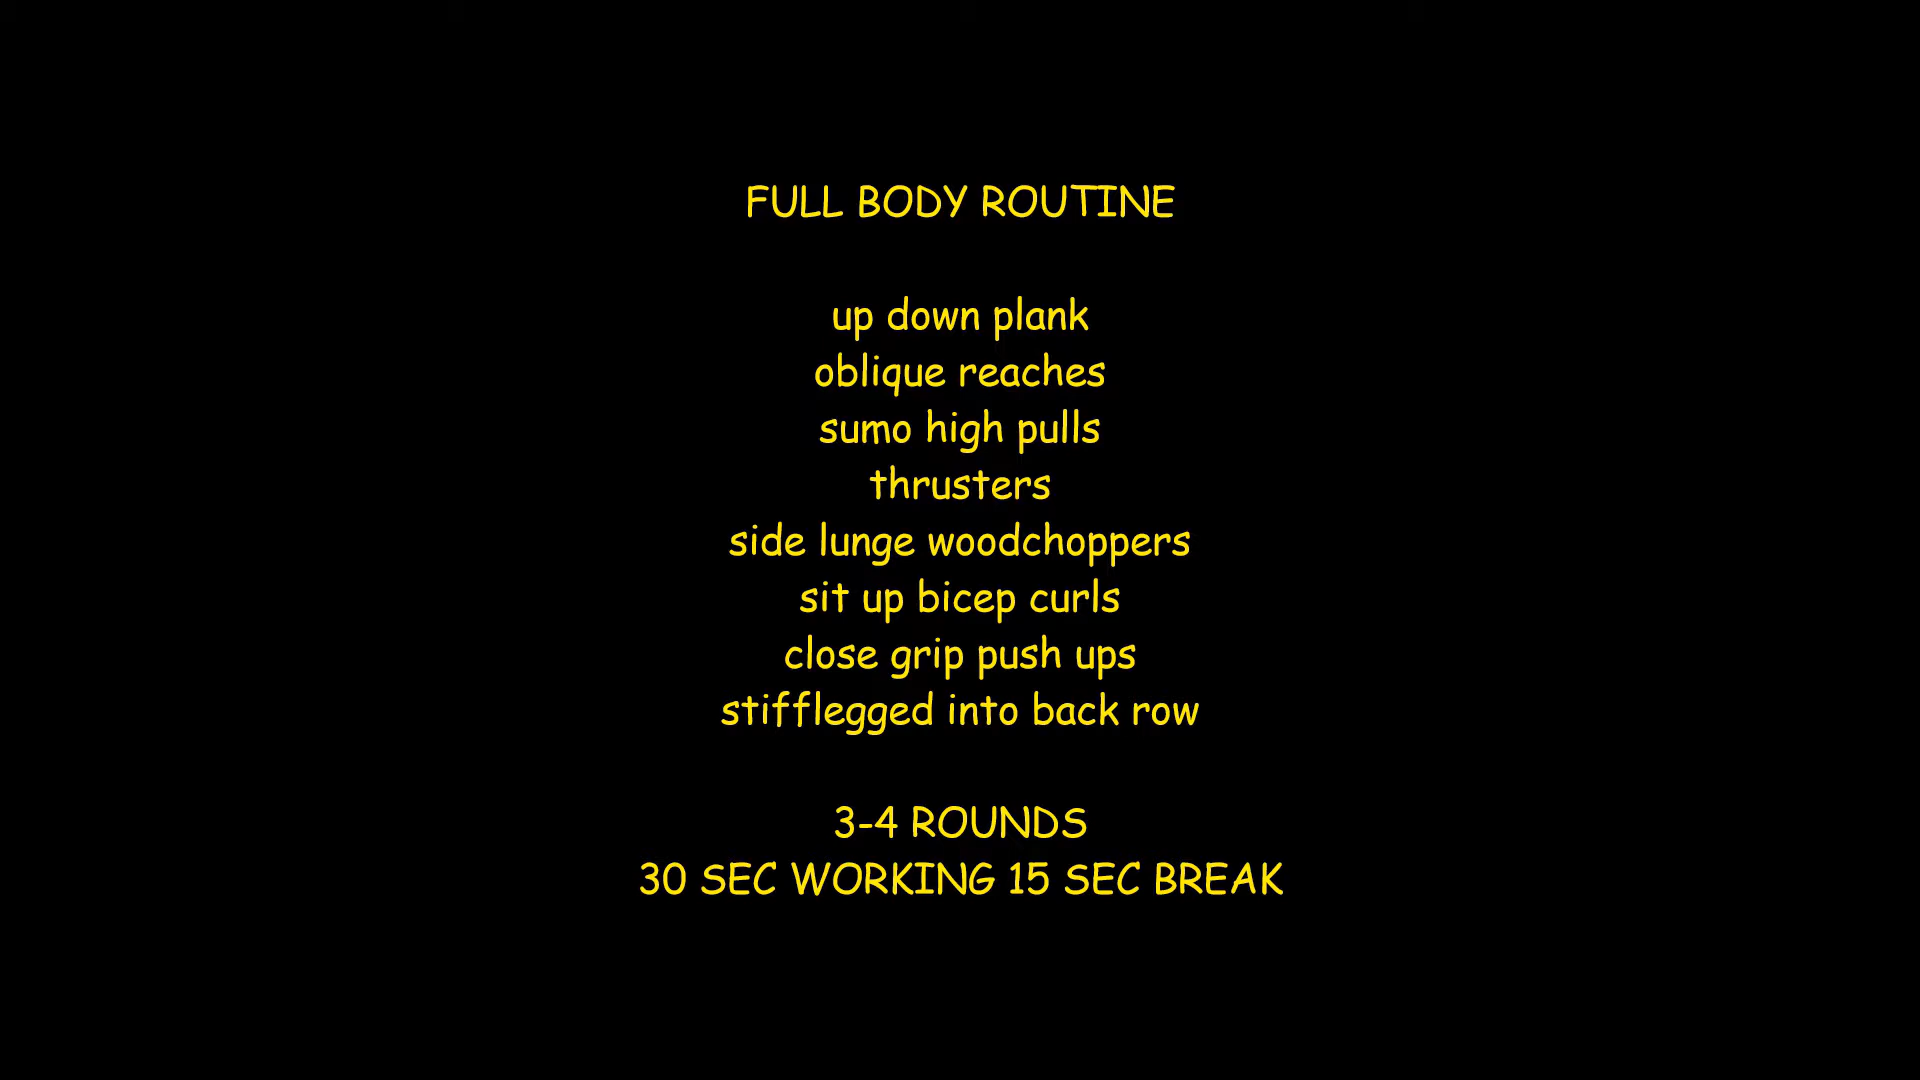 FULL BODY ROUTINE
up down plank
oblique reaches
sumo high pulls
thrusters
side lunge woodchoppers
sit up bicep curls
close grip push ups
stifflegged into back row
3-4 ROUNDS
30 SEC WORKING 15 SEC BREAK